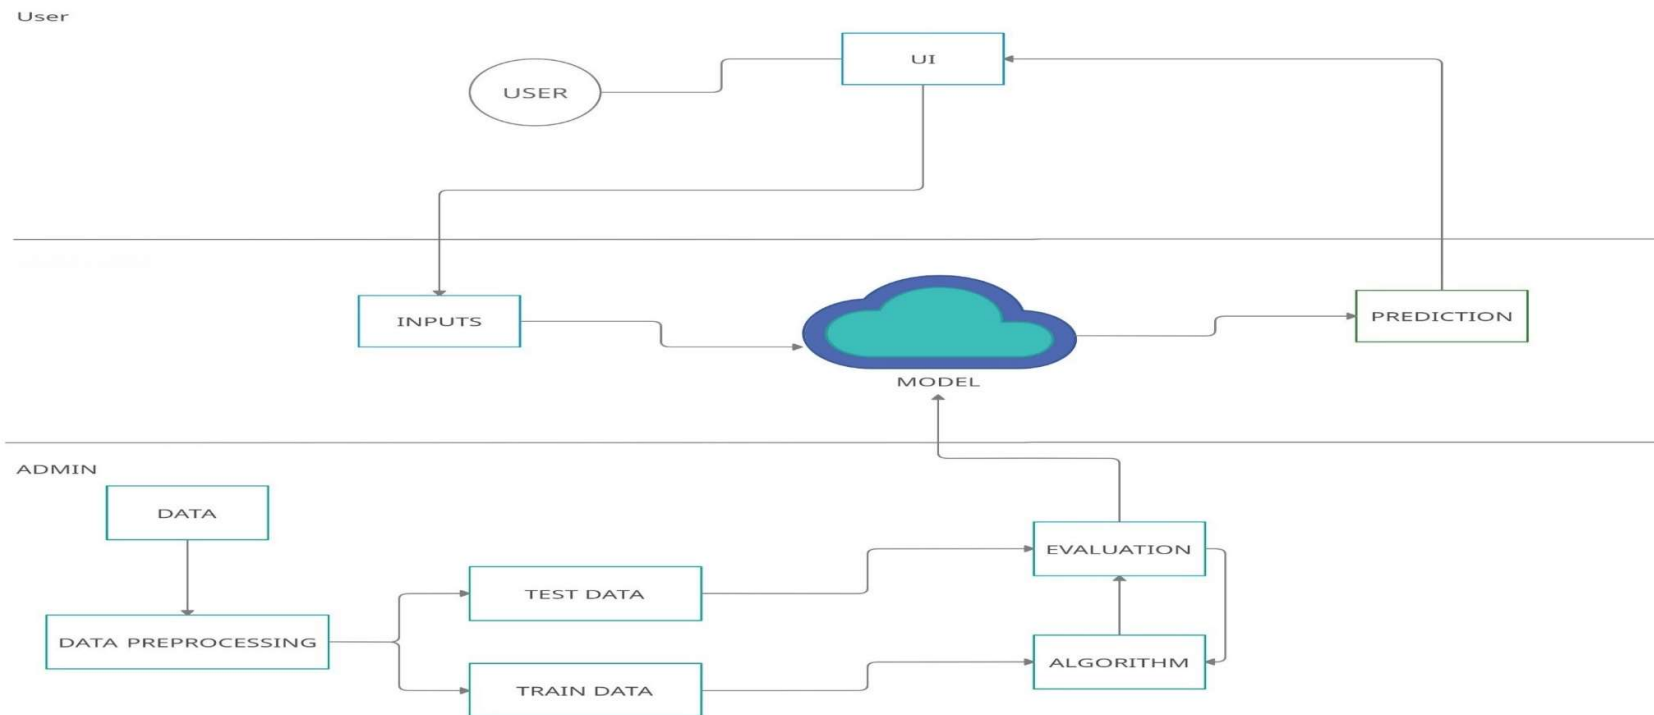 User
UI
USER
INPUTS
PREDICTION
MODEL
ADMIN
DATA
EVALUATION
TEST DATA
DATA PREPROCESSING
ALGORITHM
TRAIN DATA